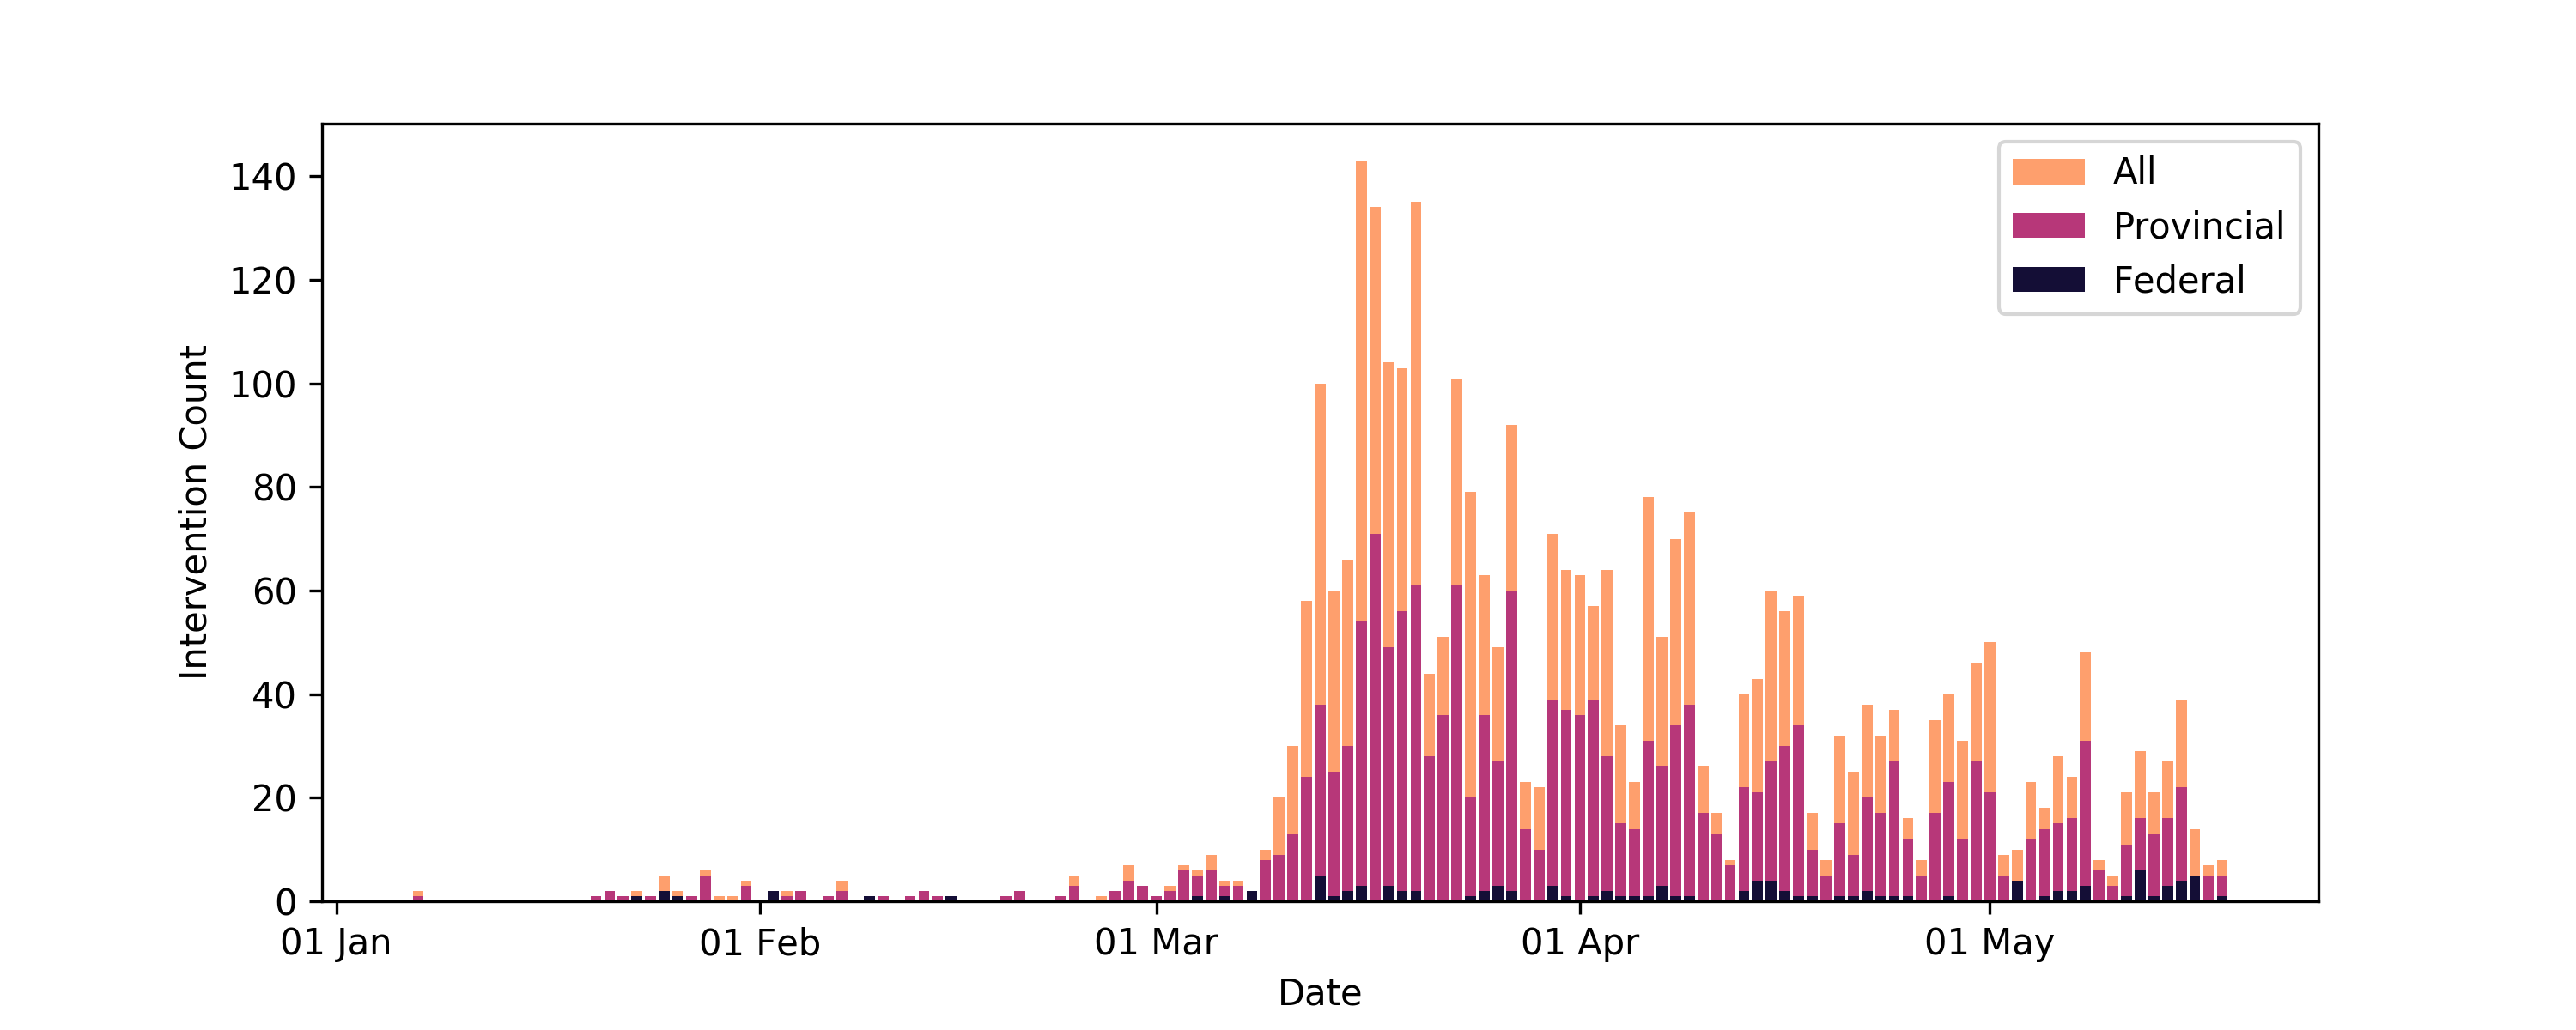 All
Provincial
Federal
Intervention Count
140
120
100
80
60
40
20
0
01 Jan
01 Feb
01 Mar
01 Apr
01 May
Date